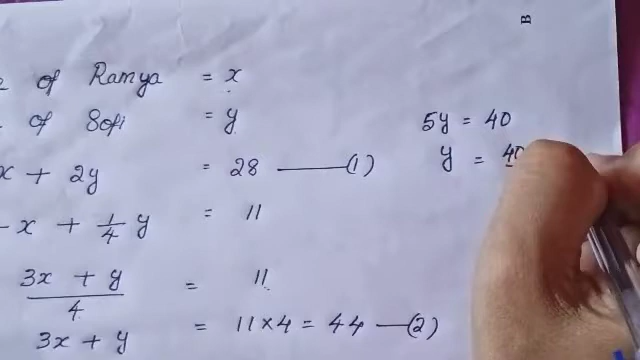 of Ramya = x
of Sofi = y
x + 2y = 28 ——(1)
- x + 1/4 y = 11
3x + y / 4 = 11
3x + y = 11 × 4 = 44 —(2)
5y = 40
y = 40
B